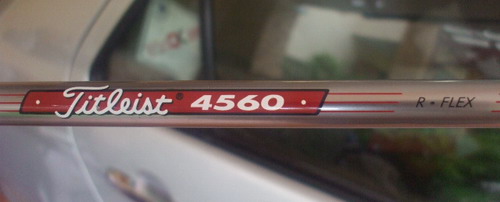 Titleist® 4560 R • FLEX